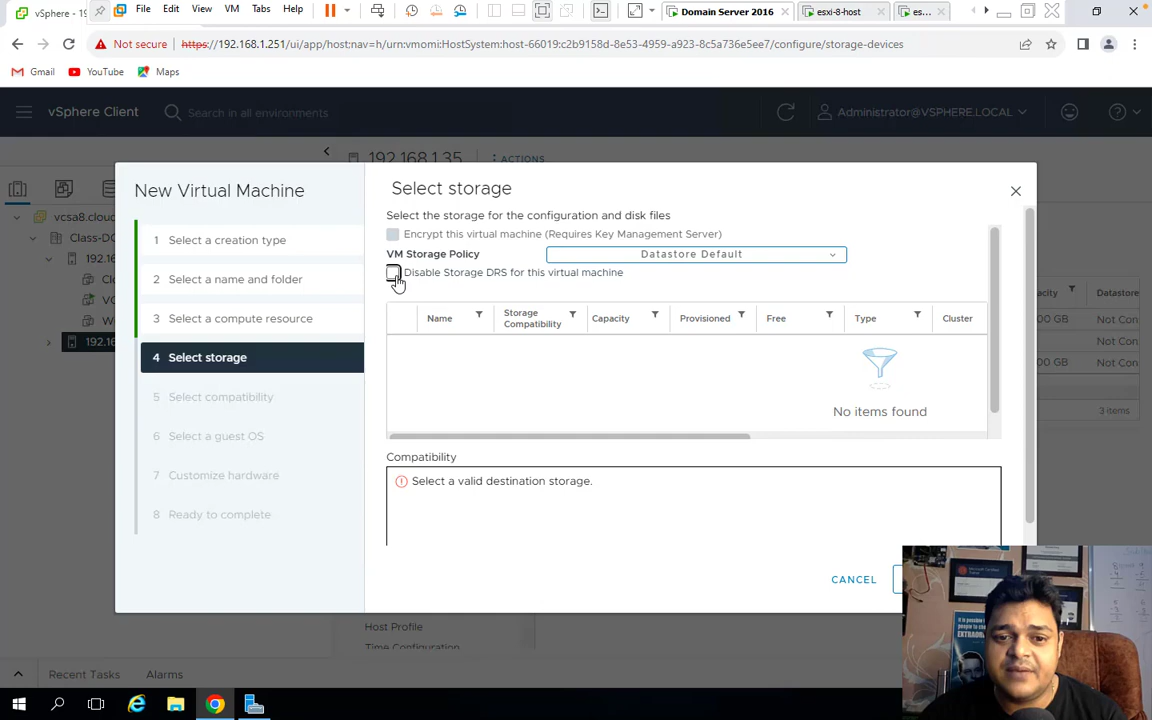 vSphere - 19
File Edit View VM Tabs Help
Domain Server 2016
esxi-8-host
es...
Not secure https://192.168.1.251/ui/app/host;nav=h/urn:vmomi:HostSystem:host-66019:c2b9158d-8e53-4959-a923-8c5a736e5ee7/configure/storage-devices
Gmail YouTube Maps
vSphere Client Search in all environments Administrator@VSPHERE.LOCAL
192.168.1.35 ACTIONS
New Virtual Machine
1 Select a creation type
2 Select a name and folder
3 Select a compute resource
4 Select storage
5 Select compatibility
6 Select a guest OS
7 Customize hardware
8 Ready to complete
Select storage
Select the storage for the configuration and disk files
Encrypt this virtual machine (Requires Key Management Server)
VM Storage Policy Datastore Default
Disable Storage DRS for this virtual machine
Name Storage Compatibility Capacity Provisioned Free Type Cluster
No items found
Compatibility
Select a valid destination storage.
CANCEL
vcsa8.cloud
Class-DC
192.16
Clo
VC
W
192.16
acity Datastore
00 GB Not Con
Not Con
00 GB Not Con
3 items
Host Profile
Time Configuration
Recent Tasks Alarms